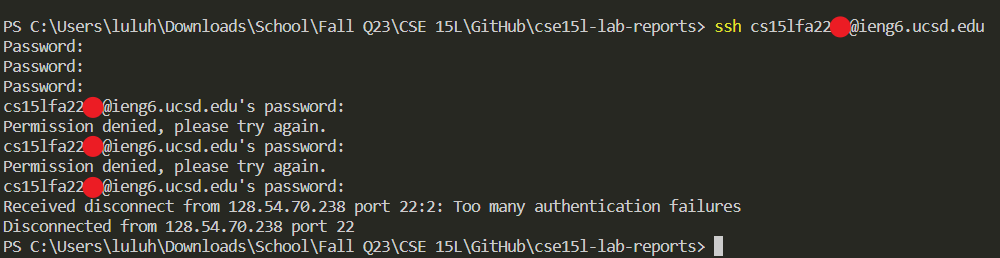 PS C:\Users\luluh\Downloads\School\Fall Q23\CSE 15L\GitHub\cse15l-lab-reports> ssh cs15lfa22@ieng6.ucsd.edu
Password:
Password:
Password:
cs15lfa22@ieng6.ucsd.edu's password:
Permission denied, please try again.
cs15lfa22@ieng6.ucsd.edu's password:
Permission denied, please try again.
cs15lfa22@ieng6.ucsd.edu's password:
Received disconnect from 128.54.70.238 port 22:2: Too many authentication failures
Disconnected from 128.54.70.238 port 22
PS C:\Users\luluh\Downloads\School\Fall Q23\CSE 15L\GitHub\cse15l-lab-reports>